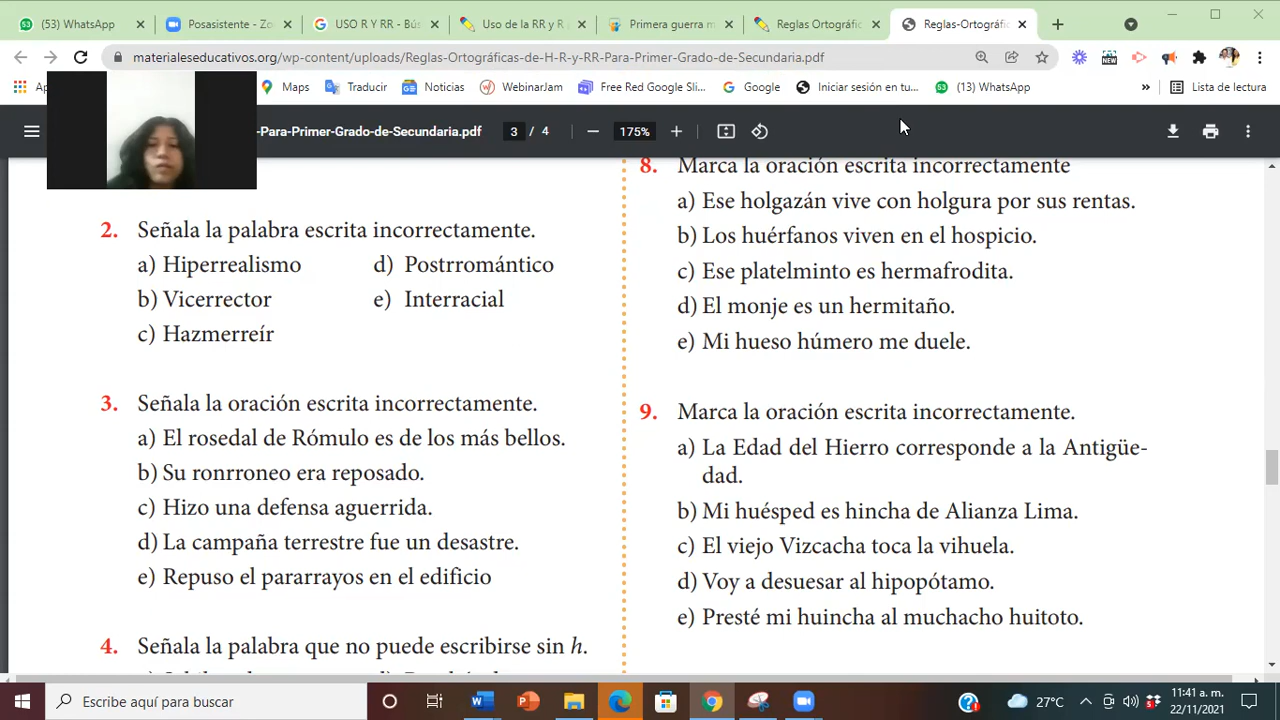 (53) WhatsApp
Posasistente - Zo
USO R Y RR - Bús
Uso de la RR y R
Primera guerra m
Reglas Ortográfic
Reglas-Ortográfic
materialeseducativos.org/wp-content/uploads/Reglas-Ortográficas-de-H-R-y-RR-Para-Primer-Grado-de-Secundaria.pdf
Maps
Traducir
Noticias
WebinarJam
Free Red Google Sli...
Google
Iniciar sesión en tu...
(13) WhatsApp
»
Lista de lectura
-Para-Primer-Grado-de-Secundaria.pdf
3 / 4
175%
2. Señala la palabra escrita incorrectamente.
a) Hiperrealismo
b) Vicerrector
c) Hazmerreír
d) Postrromántico
e) Interracial
3. Señala la oración escrita incorrectamente.
a) El rosedal de Rómulo es de los más bellos.
b) Su ronrroneo era reposado.
c) Hizo una defensa aguerrida.
d) La campaña terrestre fue un desastre.
e) Repuso el pararrayos en el edificio
4. Señala la palabra que no puede escribirse sin h.
8. Marca la oración escrita incorrectamente
a) Ese holgazán vive con holgura por sus rentas.
b) Los huérfanos viven en el hospicio.
c) Ese platelminto es hermafrodita.
d) El monje es un hermitaño.
e) Mi hueso húmero me duele.
9. Marca la oración escrita incorrectamente.
a) La Edad del Hierro corresponde a la Antigüe-
dad.
b) Mi huésped es hincha de Alianza Lima.
c) El viejo Vizcacha toca la vihuela.
d) Voy a desuesar al hipopótamo.
e) Presté mi huincha al muchacho huitoto.
Escribe aquí para buscar
27°C
11:41 a. m.
22/11/2021